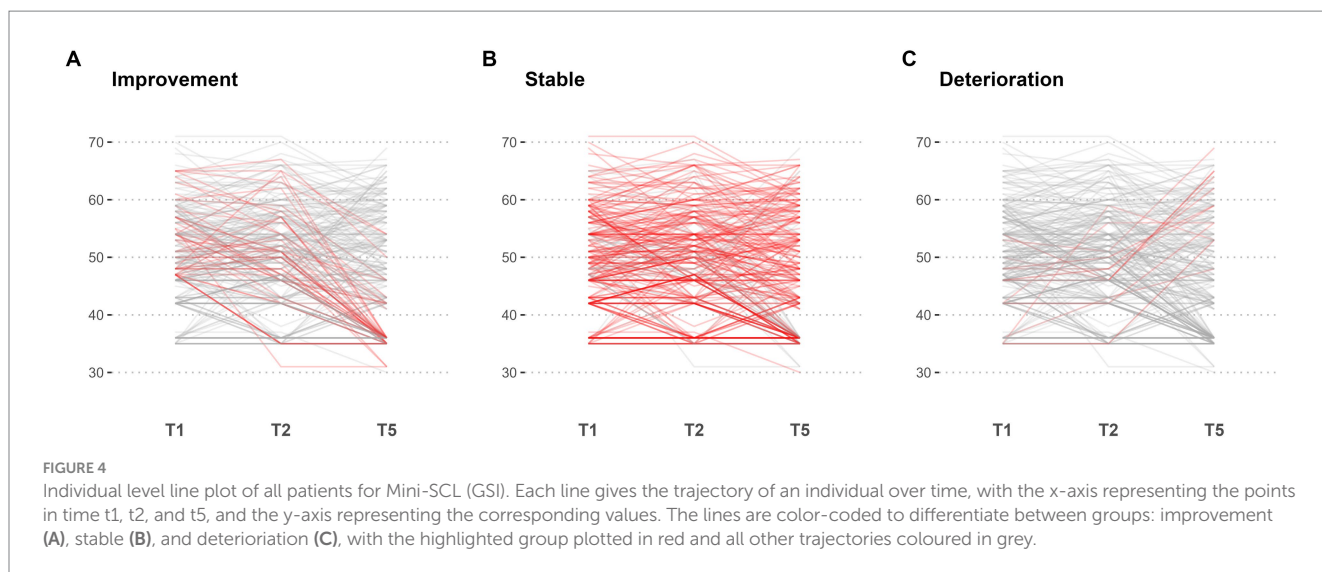 A
Improvement
B
Stable
C
Deterioration
70
60
50
40
30
T1
T2
T5
70
60
50
40
30
T1
T2
T5
70
60
50
40
30
T1
T2
T5
FIGURE 4
Individual level line plot of all patients for Mini-SCL (GSI). Each line gives the trajectory of an individual over time, with the x-axis representing the points
in time t1, t2, and t5, and the y-axis representing the corresponding values. The lines are color-coded to differentiate between groups: improvement
(A), stable (B), and deterioriation (C), with the highlighted group plotted in red and all other trajectories coloured in grey.